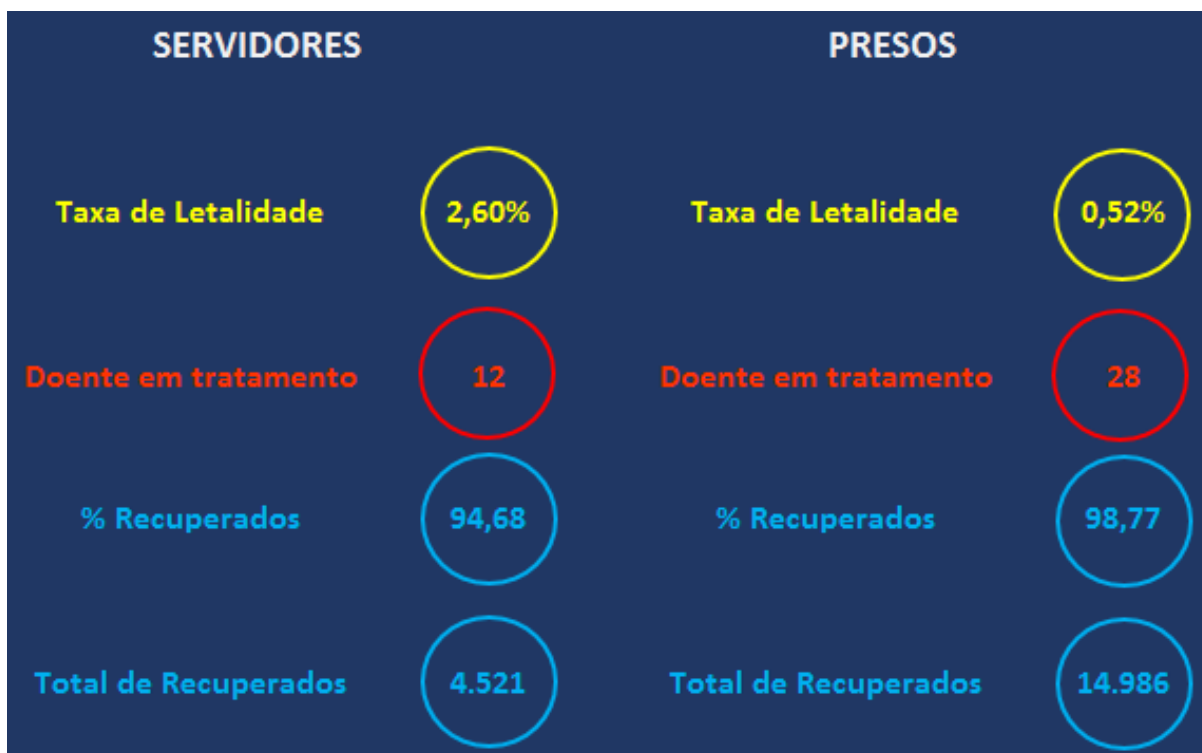 SERVIDORES
Taxa de Letalidade 2,60%
Doente em tratamento 12
% Recuperados 94,68
Total de Recuperados 4.521
PRESOS
Taxa de Letalidade 0,52%
Doente em tratamento 28
% Recuperados 98,77
Total de Recuperados 14.986